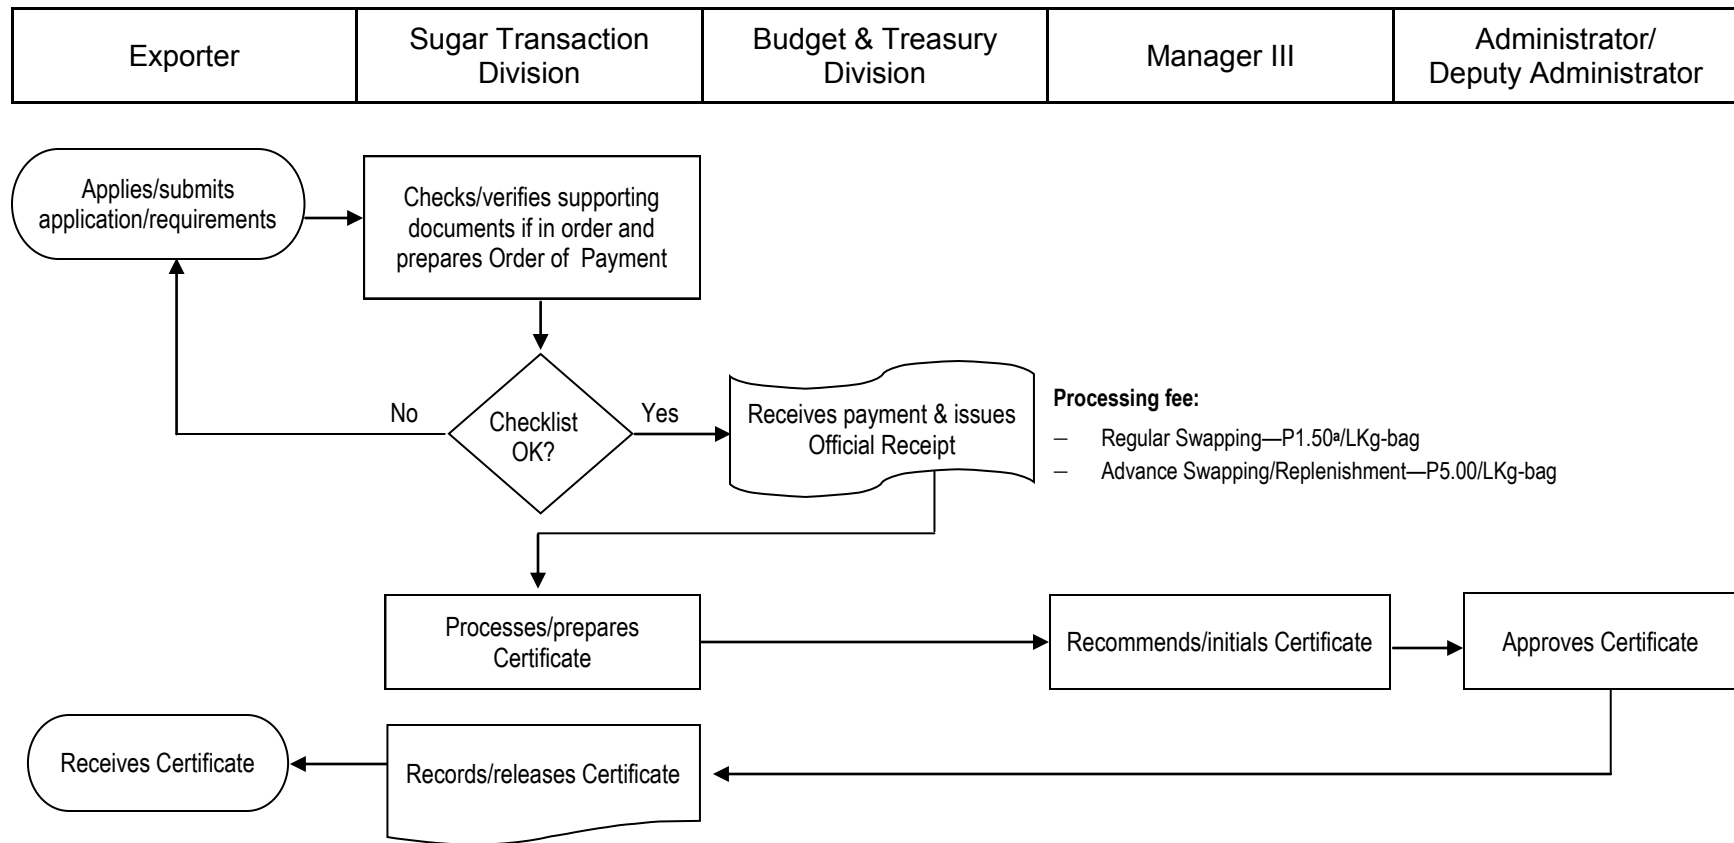 Exporter
Sugar Transaction
Division
Budget & Treasury
Division
Manager III
Administrator/
Deputy Administrator
Applies/submits
application/requirements
Checks/verifies supporting
documents if in order and
prepares Order of Payment
No
Checklist
OK?
Yes
Receives payment & issues
Official Receipt
Processing fee:
– Regular Swapping—P1.50ª/LKg-bag
– Advance Swapping/Replenishment—P5.00/LKg-bag
Processes/prepares
Certificate
Recommends/initials Certificate
Approves Certificate
Receives Certificate
Records/releases Certificate